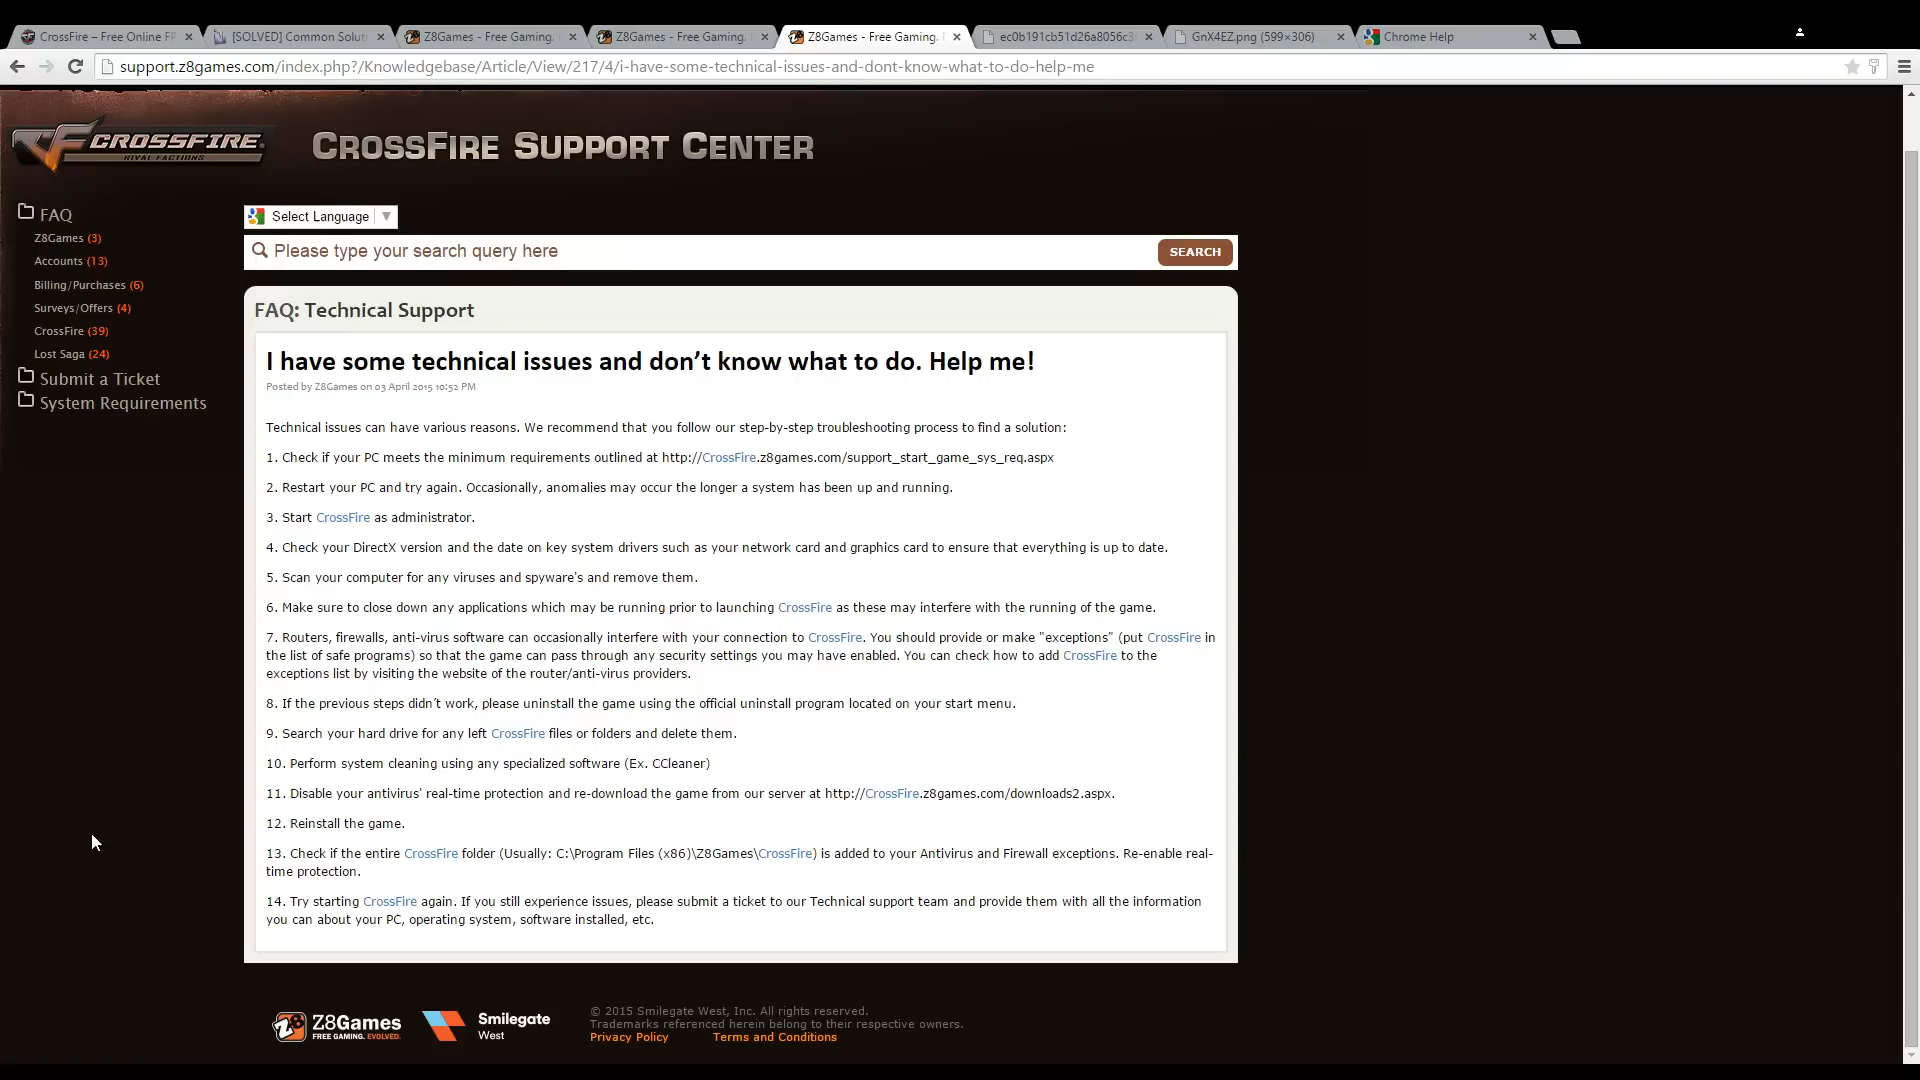 CrossFire – Free Online FP
[SOLVED] Common Solut
Z8Games - Free Gaming.
Z8Games - Free Gaming.
Z8Games - Free Gaming. E
ec0b191cb51d26a8056c3
GnX4EZ.png (599×306)
Chrome Help
support.z8games.com/index.php?/Knowledgebase/Article/View/217/4/i-have-some-technical-issues-and-dont-know-what-to-do-help-me
CROSSFIRE
RIVAL FACTIONS
CROSSFIRE SUPPORT CENTER
FAQ
Z8Games (3)
Accounts (13)
Billing/Purchases (6)
Surveys/Offers (4)
CrossFire (39)
Lost Saga (24)
Submit a Ticket
System Requirements
Select Language ▼
Please type your search query here
SEARCH
FAQ: Technical Support
I have some technical issues and don’t know what to do. Help me!
Posted by Z8Games on 03 April 2015 10:52 PM
Technical issues can have various reasons. We recommend that you follow our step-by-step troubleshooting process to find a solution:
1. Check if your PC meets the minimum requirements outlined at http://CrossFire.z8games.com/support_start_game_sys_req.aspx
2. Restart your PC and try again. Occasionally, anomalies may occur the longer a system has been up and running.
3. Start CrossFire as administrator.
4. Check your DirectX version and the date on key system drivers such as your network card and graphics card to ensure that everything is up to date.
5. Scan your computer for any viruses and spyware's and remove them.
6. Make sure to close down any applications which may be running prior to launching CrossFire as these may interfere with the running of the game.
7. Routers, firewalls, anti-virus software can occasionally interfere with your connection to CrossFire. You should provide or make "exceptions" (put CrossFire in
the list of safe programs) so that the game can pass through any security settings you may have enabled. You can check how to add CrossFire to the
exceptions list by visiting the website of the router/anti-virus providers.
8. If the previous steps didn’t work, please uninstall the game using the official uninstall program located on your start menu.
9. Search your hard drive for any left CrossFire files or folders and delete them.
10. Perform system cleaning using any specialized software (Ex. CCleaner)
11. Disable your antivirus' real-time protection and re-download the game from our server at http://CrossFire.z8games.com/downloads2.aspx.
12. Reinstall the game.
13. Check if the entire CrossFire folder (Usually: C:\Program Files (x86)\Z8Games\CrossFire) is added to your Antivirus and Firewall exceptions. Re-enable real-
time protection.
14. Try starting CrossFire again. If you still experience issues, please submit a ticket to our Technical support team and provide them with all the information
you can about your PC, operating system, software installed, etc.
Z8Games
FREE GAMING. EVOLVED.
Smilegate
West
© 2015 Smilegate West, Inc. All rights reserved.
Trademarks referenced herein belong to their respective owners.
Privacy Policy
Terms and Conditions